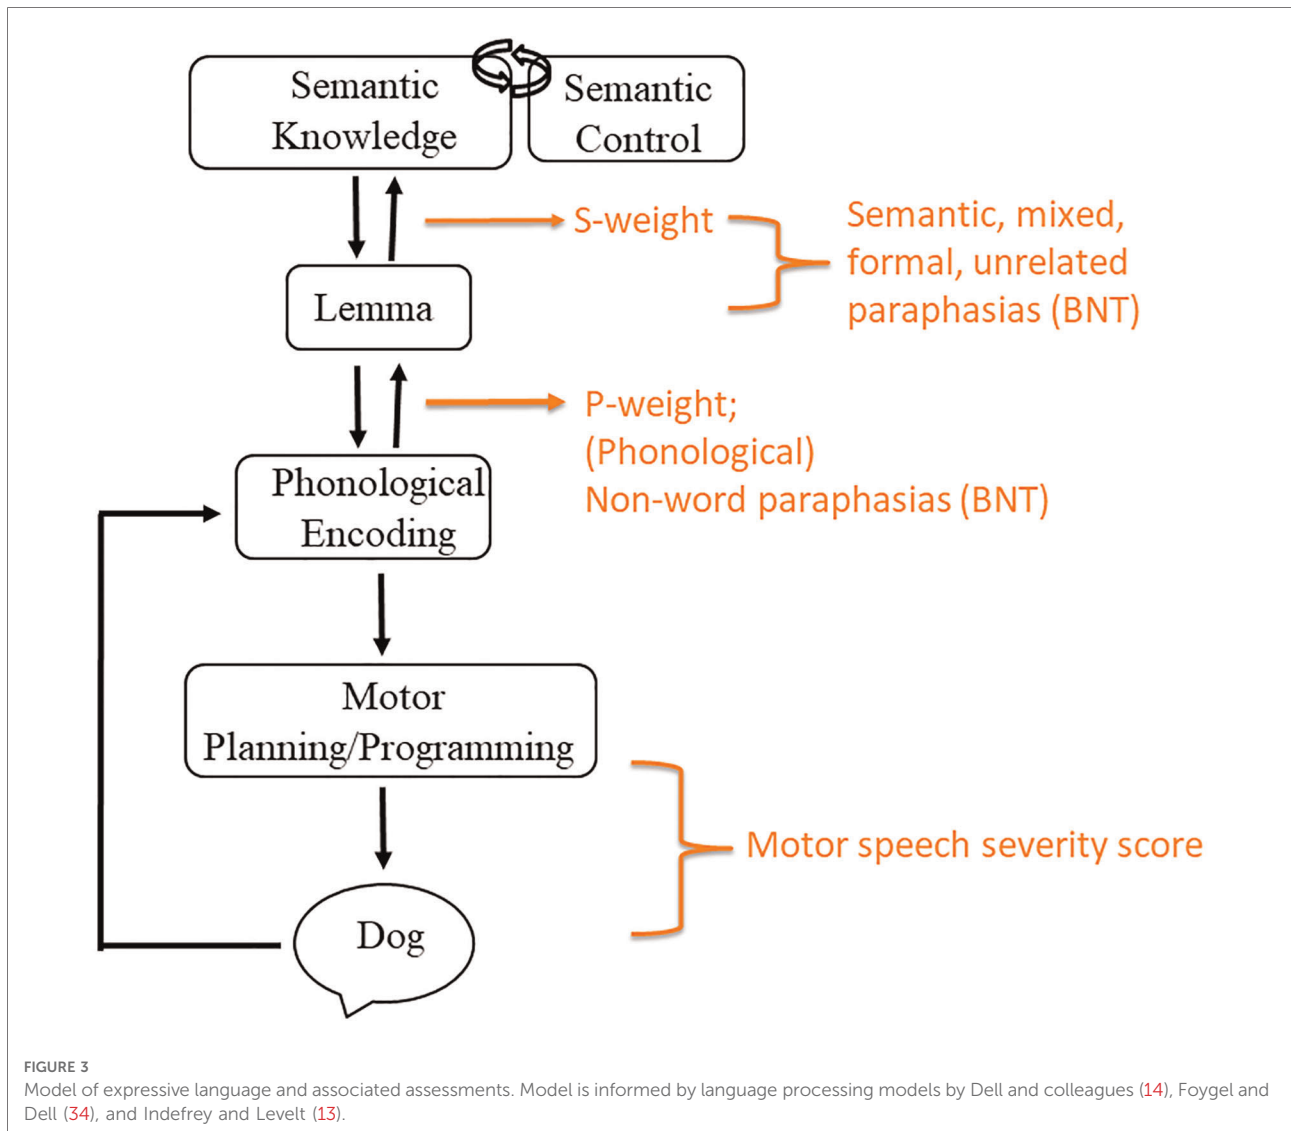 Semantic
Knowledge
Semantic
Control
S-weight
Semantic, mixed,
formal, unrelated
paraphasias (BNT)
Lemma
P-weight;
(Phonological)
Non-word paraphasias (BNT)
Phonological
Encoding
Motor
Planning/Programming
Motor speech severity score
Dog
FIGURE 3
Model of expressive language and associated assessments. Model is informed by language processing models by Dell and colleagues (14), Foygel and
Dell (34), and Indefrey and Levelt (13).